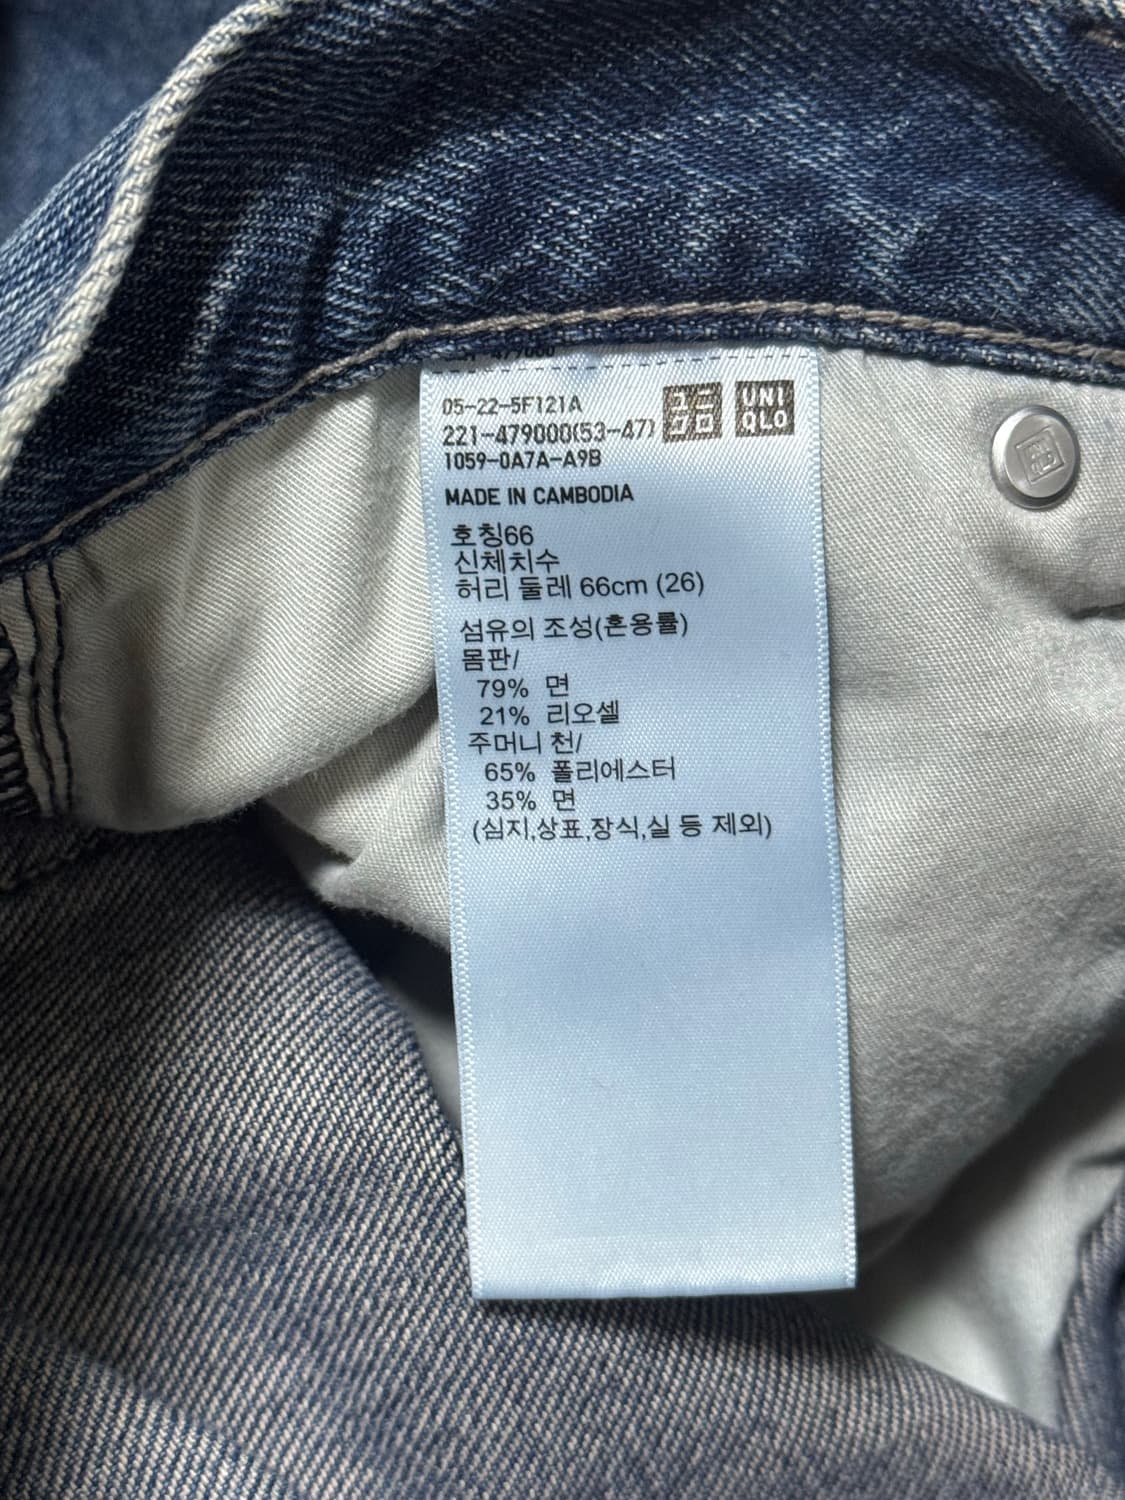 479000
05-22-5F121A
221-479000(53-47)
1059-0A7A-A9B
ユニ
クロ
UNI
QLO
MADE IN CAMBODIA
호칭66
신체치수
허리 둘레 66cm (26)
섬유의 조성(혼용률)
몸판/
79% 면
21% 리오셀
주머니 천/
65% 폴리에스터
35% 면
(심지,상표,장식,실 등 제외)